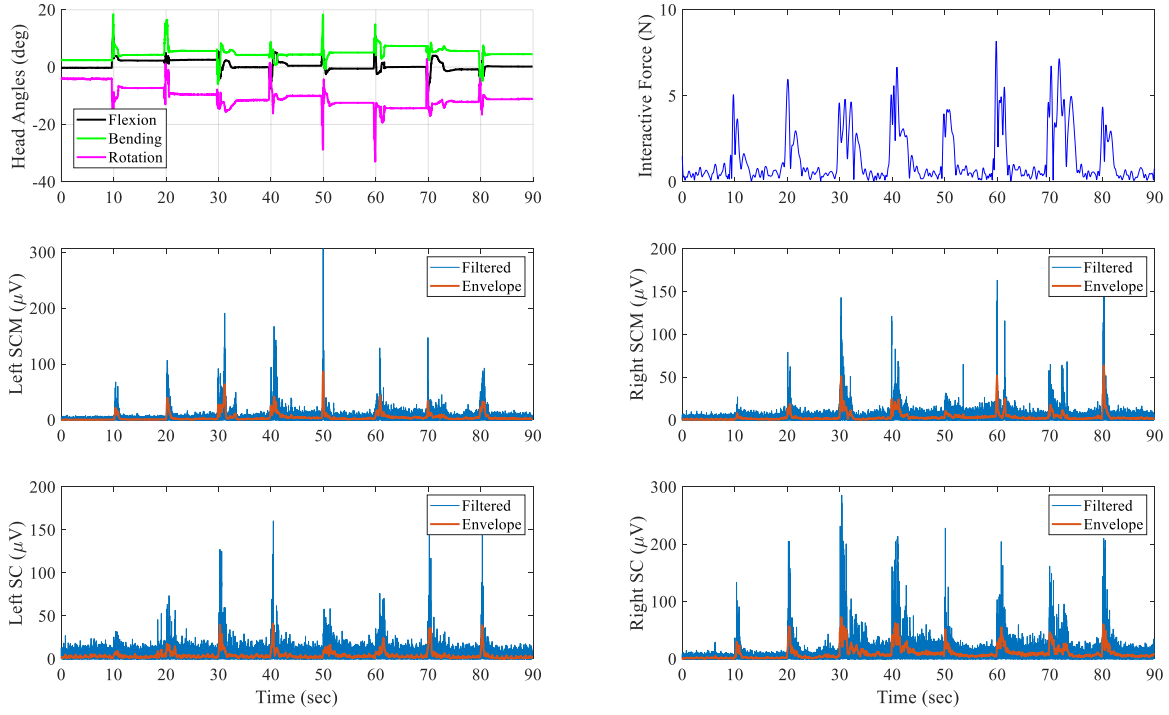 Head Angles (deg)
20
0
-20
-40
Flexion
Bending
Rotation
0 10 20 30 40 50 60 70 80 90
Interactive Force (N)
10
5
0
0 10 20 30 40 50 60 70 80 90
Left SCM (μV)
300
200
100
0
Filtered
Envelope
0 10 20 30 40 50 60 70 80 90
Right SCM (μV)
200
150
100
50
0
Filtered
Envelope
0 10 20 30 40 50 60 70 80 90
Left SC (μV)
200
150
100
50
0
Filtered
Envelope
0 10 20 30 40 50 60 70 80 90
Time (sec)
Right SC (μV)
300
200
100
0
Filtered
Envelope
0 10 20 30 40 50 60 70 80 90
Time (sec)